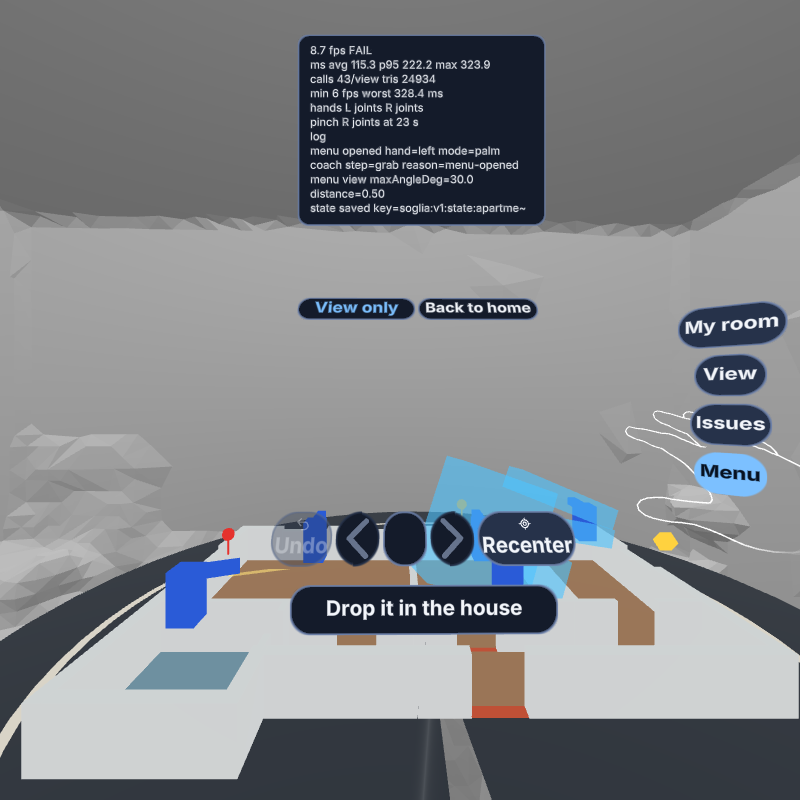 8.7 fps FAIL
ms avg 115.3 p95 222.2 max 323.9
calls 43/view tris 24934
min 6 fps worst 328.4 ms
hands L joints R joints
pinch R joints at 23 s
log
menu opened hand=left mode=palm
coach step=grab reason=menu-opened
menu view maxAngleDeg=30.0
distance=0.50
state saved key=soglia:v1:state:apartme~
View only
Back to home
My room
View
Issues
Menu
Undo
Recenter
Drop it in the house